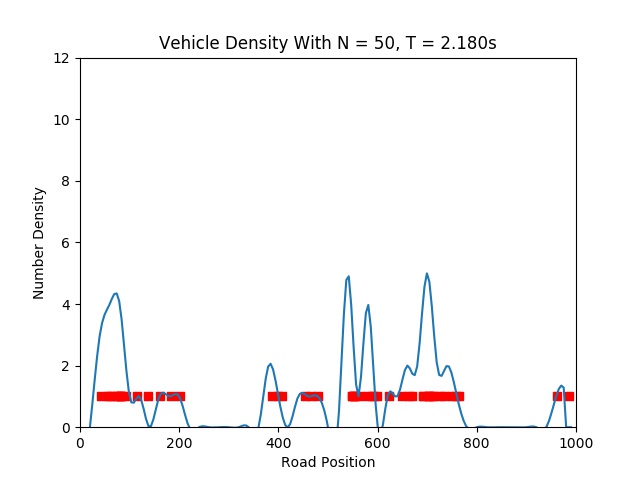 Vehicle Density With N = 50, T = 2.180s
12
10
8
6
4
2
0
Number Density
0 200 400 600 800 1000
Road Position